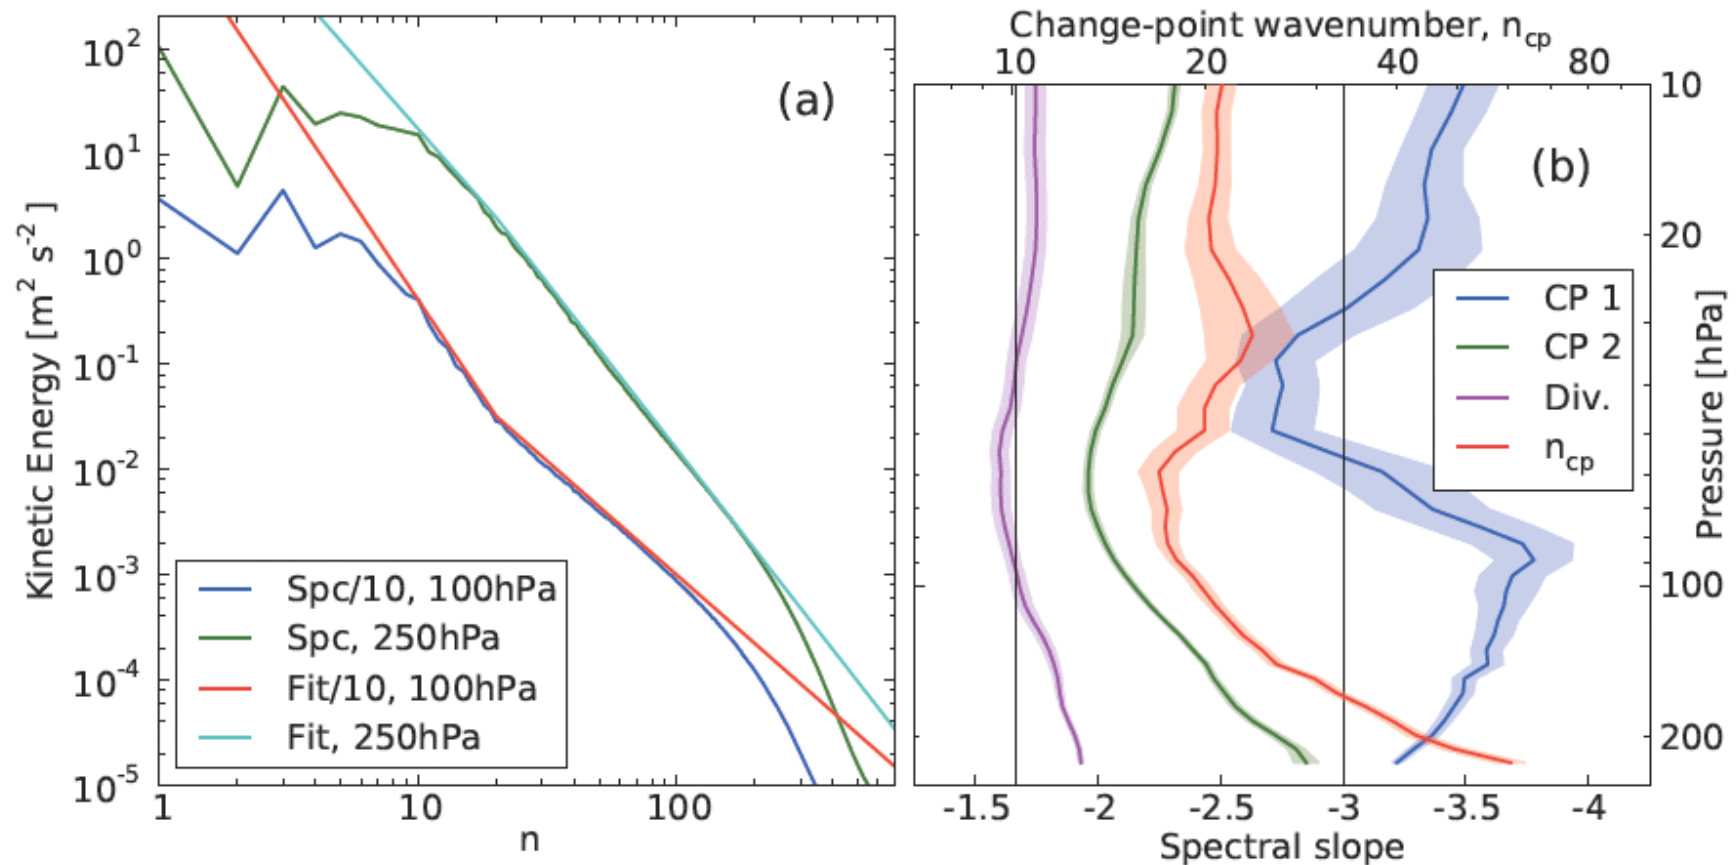 Change-point wavenumber, n_cp
10 20 40 80
(a)
(b)
10^2
10^1
10^0
10^-1
10^-2
10^-3
10^-4
10^-5
Kinetic Energy [m^2 s^-2]
Spc/10, 100hPa
Spc, 250hPa
Fit/10, 100hPa
Fit, 250hPa
1 10 100
n
CP 1
CP 2
Div.
n_cp
10
20
100
200
Pressure [hPa]
-1.5 -2 -2.5 -3 -3.5 -4
Spectral slope